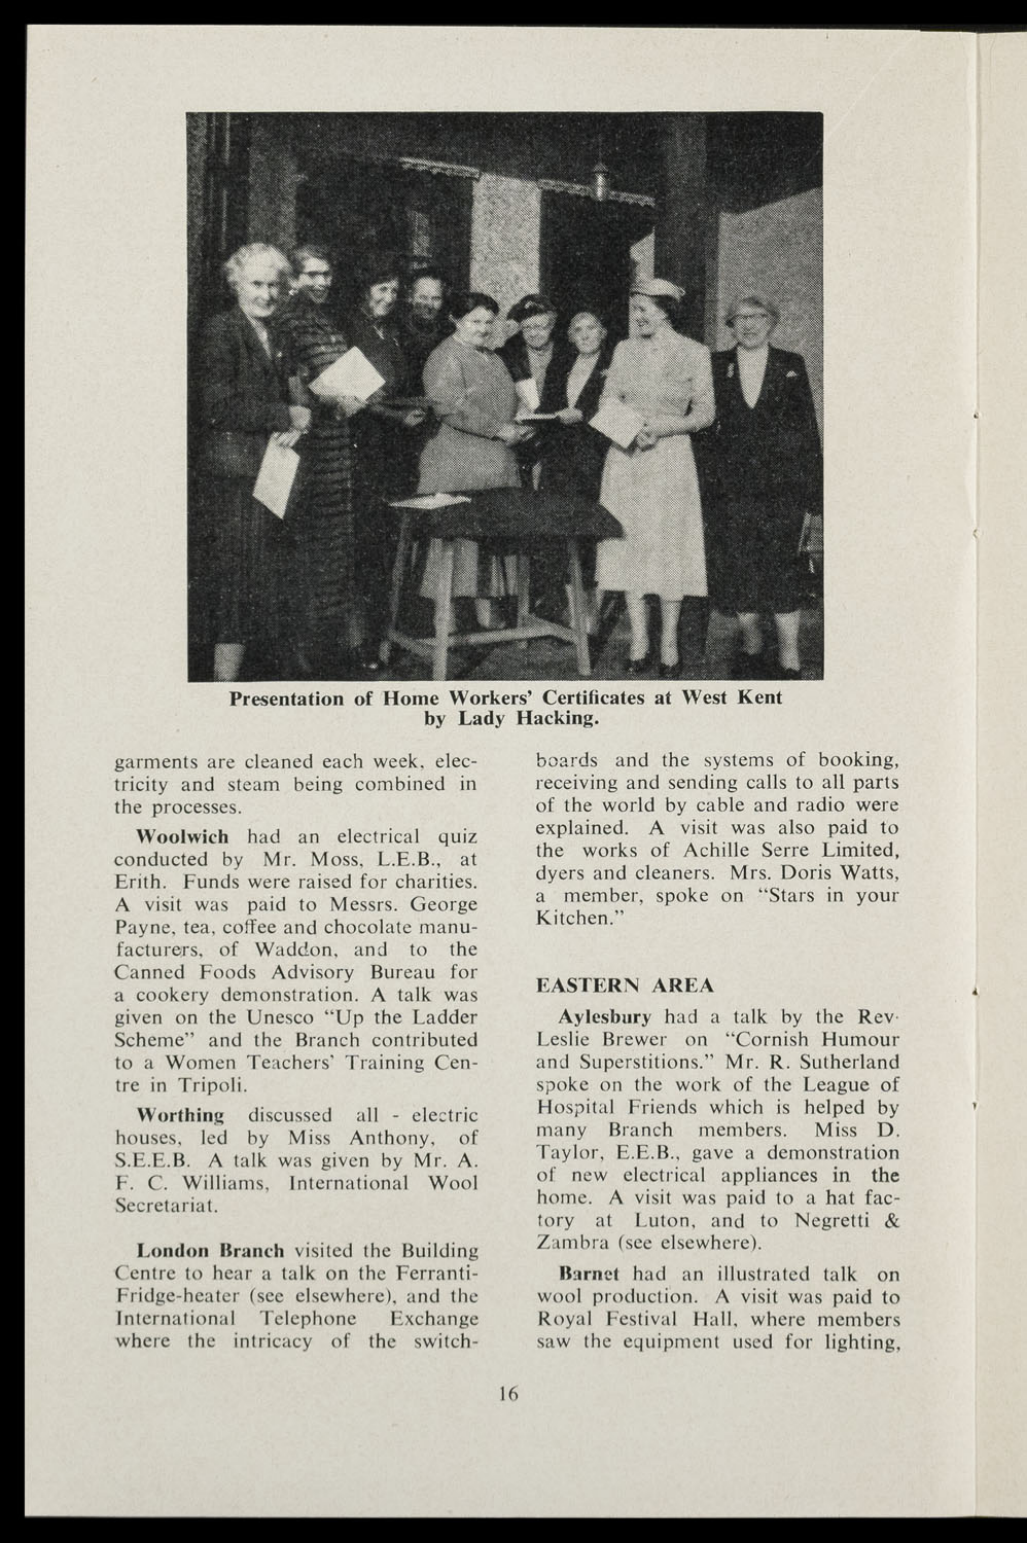 Presentation of Home Workers' Certificates at West Kent
by Lady Hacking.
garments are cleaned each week, elec-
tricity and steam being combined in
the processes.
Woolwich had an electrical quiz
conducted by Mr. Moss, L.E.B., at
Erith. Funds were raised for charities.
A visit was paid to Messrs. George
Payne, tea, coffee and chocolate manu-
facturers, of Waddon, and to the
Canned Foods Advisory Bureau for
a cookery demonstration. A talk was
given on the Unesco "Up the Ladder
Scheme" and the Branch contributed
to a Women Teachers' Training Cen-
tre in Tripoli.
Worthing discussed all - electric
houses, led by Miss Anthony, of
S.E.E.B. A talk was given by Mr. A.
F. C. Williams, International Wool
Secretariat.
London Branch visited the Building
Centre to hear a talk on the Ferranti-
Fridge-heater (see elsewhere), and the
International Telephone Exchange
where the intricacy of the switch-
boards and the systems of booking,
receiving and sending calls to all parts
of the world by cable and radio were
explained. A visit was also paid to
the works of Achille Serre Limited,
dyers and cleaners. Mrs. Doris Watts,
a member, spoke on "Stars in your
Kitchen."
EASTERN AREA
Aylesbury had a talk by the Rev.
Leslie Brewer on "Cornish Humour
and Superstitions." Mr. R. Sutherland
spoke on the work of the League of
Hospital Friends which is helped by
many Branch members. Miss D.
Taylor, E.E.B., gave a demonstration
of new electrical appliances in the
home. A visit was paid to a hat fac-
tory at Luton, and to Negretti &
Zambra (see elsewhere).
Barnet had an illustrated talk on
wool production. A visit was paid to
Royal Festival Hall, where members
saw the equipment used for lighting,
16